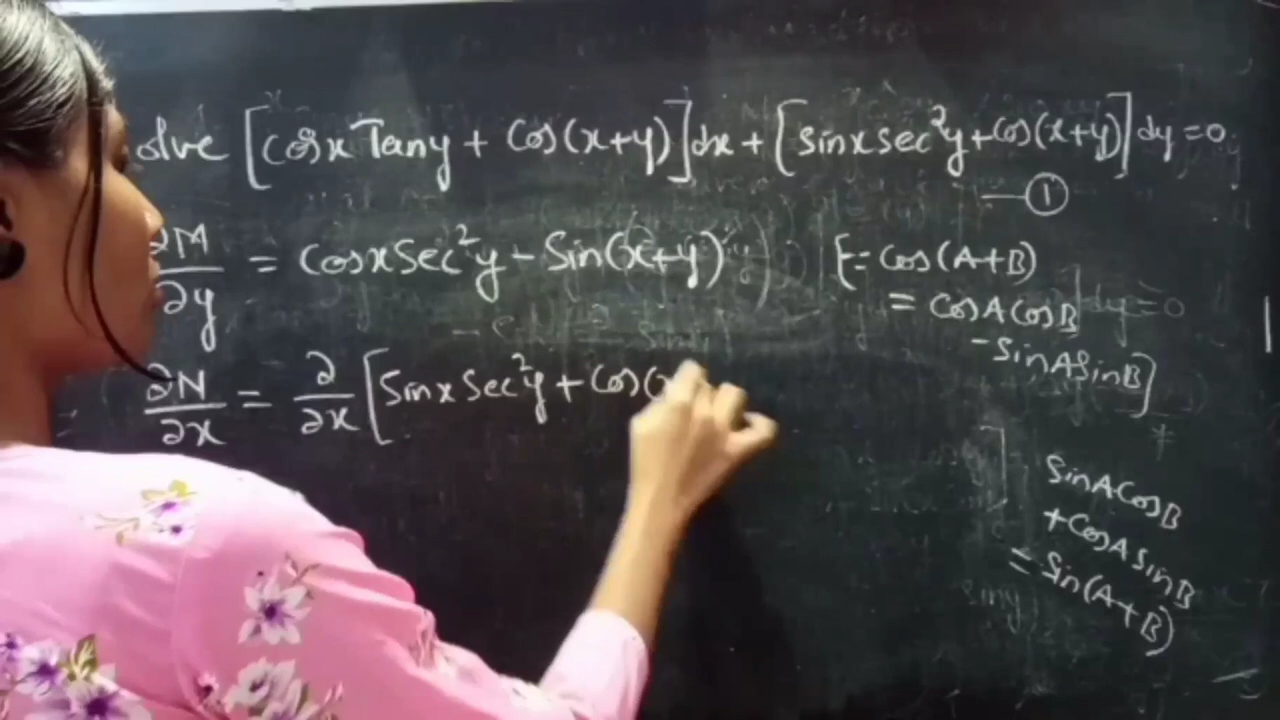 olve [cosx Tany + cos(x+y)]dx + [sinx sec²y + cos(x+y)]dy = 0
—①
∂M/∂y = cosx sec²y - Sin(x+y)
[∵ cos(A+B)
= cosA cosB
- sinA sinB]
∂N/∂x = ∂/∂x [Sinx Sec²y + cos(x
*
sinA cosB
+ cosA sinB
= sin(A+B)